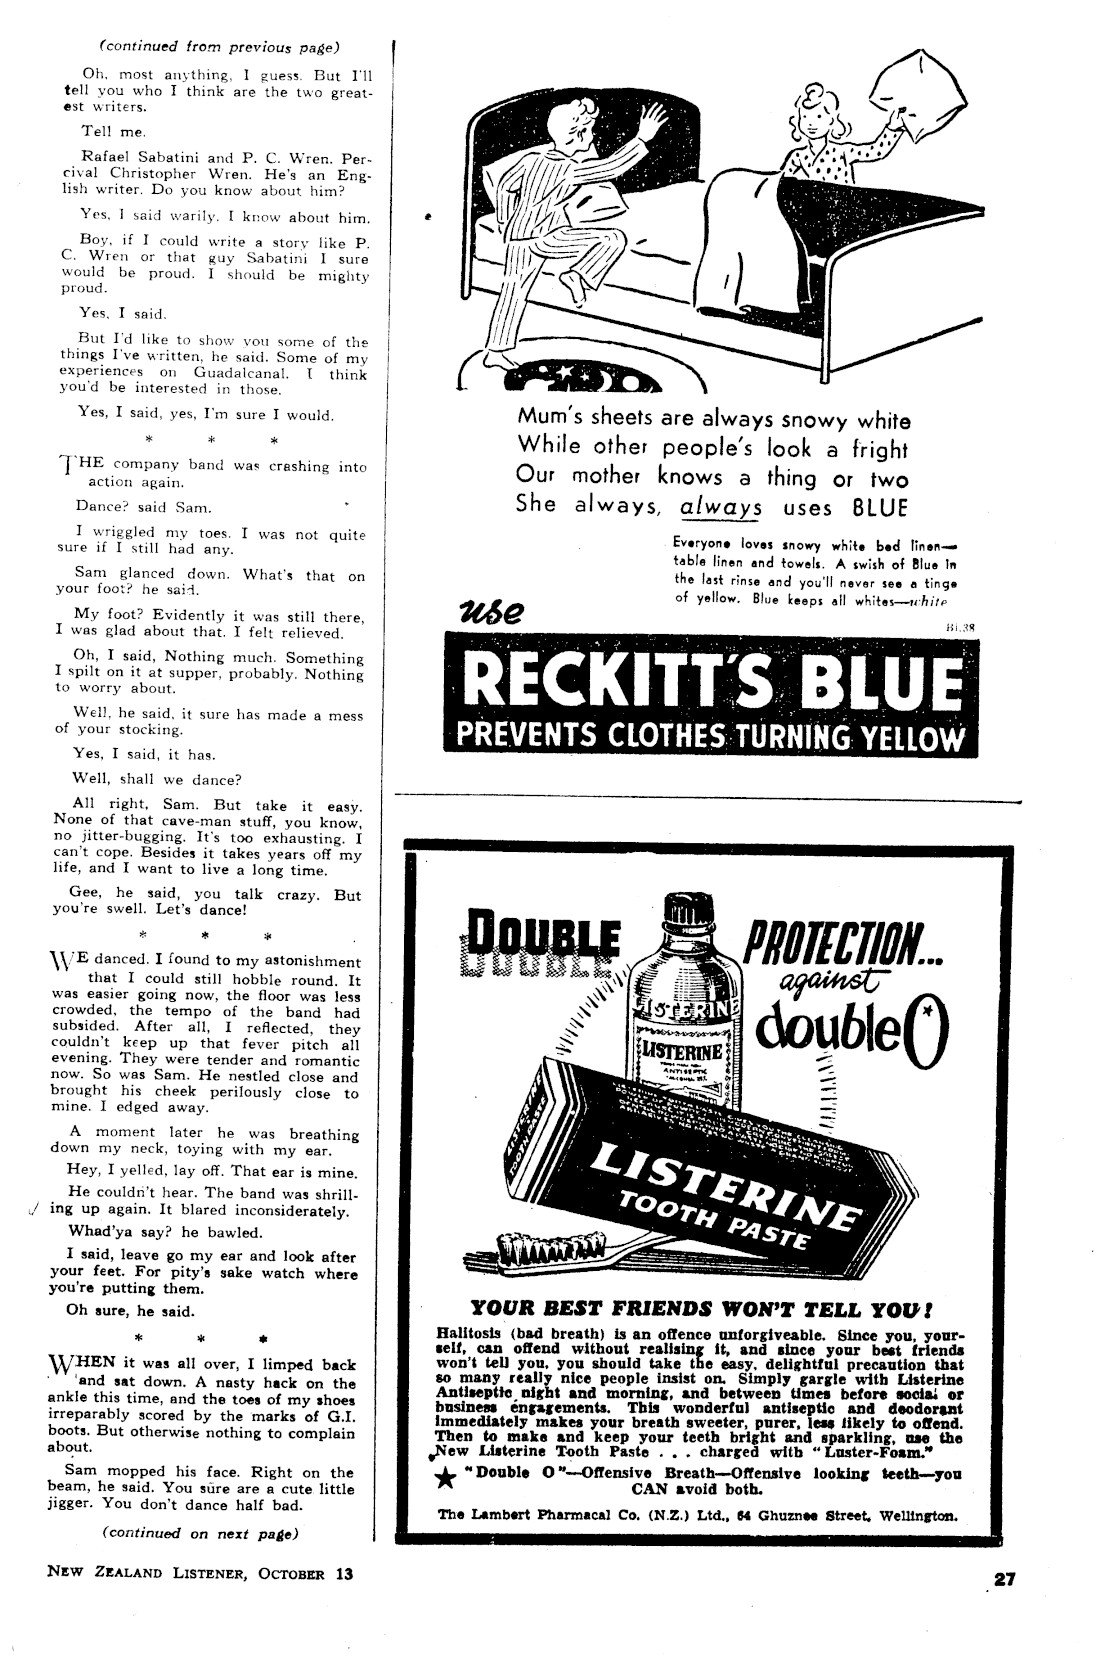 (continued from previous page)
Oh, most anything, I guess. But I'll
tell you who I think are the two great-
est writers.
Tell me.
Rafael Sabatini and P. C. Wren. Per-
cival Christopher Wren. He's an Eng-
lish writer. Do you know about him?
Yes, I said warily. I know about him.
Boy, if I could write a story like P.
C. Wren or that guy Sabatini I sure
would be proud. I should be mighty
proud.
Yes, I said.
But I'd like to show you some of the
things I've written, he said. Some of my
experiences on Guadalcanal. I think
you'd be interested in those.
Yes, I said, yes, I'm sure I would.
* * *
THE company band was crashing into
action again.
Dance? said Sam.
I wriggled my toes. I was not quite
sure if I still had any.
Sam glanced down. What's that on
your foot? he said.
My foot? Evidently it was still there,
I was glad about that. I felt relieved.
Oh, I said, Nothing much. Something
I spilt on it at supper, probably. Nothing
to worry about.
Well, he said, it sure has made a mess
of your stocking.
Yes, I said, it has.
Well, shall we dance?
All right, Sam. But take it easy.
None of that cave-man stuff, you know,
no jitter-bugging. It's too exhausting. I
can't cope. Besides it takes years off my
life, and I want to live a long time.
Gee, he said, you talk crazy. But
you're swell. Let's dance!
* * *
WE danced. I found to my astonishment
that I could still hobble round. It
was easier going now, the floor was less
crowded, the tempo of the band had
subsided. After all, I reflected, they
couldn't keep up that fever pitch all
evening. They were tender and romantic
now. So was Sam. He nestled close and
brought his cheek perilously close to
mine. I edged away.
A moment later he was breathing
down my neck, toying with my ear.
Hey, I yelled, lay off. That ear is mine.
He couldn't hear. The band was shrill-
ing up again. It blared inconsiderately.
Whad'ya say? he bawled.
I said, leave go my ear and look after
your feet. For pity's sake watch where
you're putting them.
Oh sure, he said.
* * *
WHEN it was all over, I limped back
and sat down. A nasty hack on the
ankle this time, and the toes of my shoes
irreparably scored by the marks of G.I.
boots. But otherwise nothing to complain
about.
Sam mopped his face. Right on the
beam, he said. You sure are a cute little
jigger. You don't dance half bad.
(continued on next page)
Mum's sheets are always snowy white
While other people's look a fright
Our mother knows a thing or two
She always, always uses BLUE
Everyone loves snowy white bed linen—
table linen and towels. A swish of Blue in
the last rinse and you'll never see a tinge
of yellow. Blue keeps all whites—white
Bl.38
use
RECKITT'S BLUE
PREVENTS CLOTHES TURNING YELLOW
DOUBLE
PROTECTION...
against
double O*
LISTERINE
LISTERINE
ANTISEPTIC
LISTERINE
TOOTH PASTE
LISTERINE
TOOTH PASTE
YOUR BEST FRIENDS WON'T TELL YOU!
Halitosis (bad breath) is an offence unforgiveable. Since you, your-
self, can offend without realising it, and since your best friends
won't tell you, you should take the easy, delightful precaution that
so many really nice people insist on. Simply gargle with Listerine
Antiseptic night and morning, and between times before social or
business engagements. This wonderful antiseptic and deodorant
immediately makes your breath sweeter, purer, less likely to offend.
Then to make and keep your teeth bright and sparkling, use the
New Listerine Tooth Paste . . . charged with "Luster-Foam."
★ "Double O"—Offensive Breath—Offensive looking teeth—you
CAN avoid both.
The Lambert Pharmacal Co. (N.Z.) Ltd., 64 Ghuznee Street, Wellington.
NEW ZEALAND LISTENER, OCTOBER 13
27